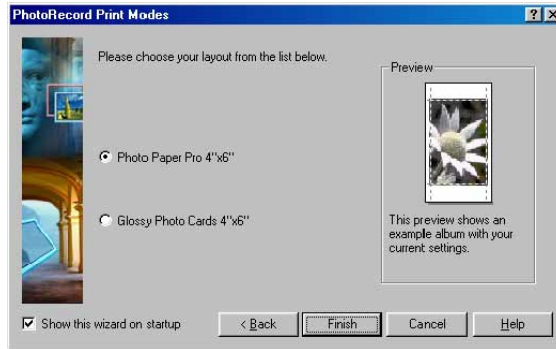 PhotoRecord Print Modes
Please choose your layout from the list below.
Preview
Photo Paper Pro 4"x6"
Glossy Photo Cards 4"x6"
This preview shows an
example album with your
current settings.
Show this wizard on startup
< Back
Finish
Cancel
Help